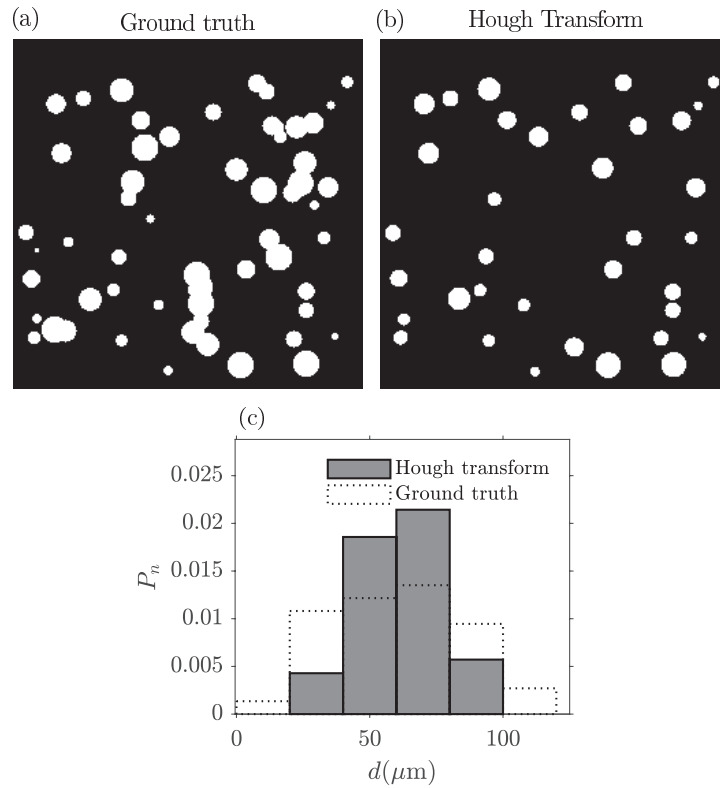 (a) Ground truth (b) Hough Transform
(c)
Hough transform
Ground truth
0.025
0.02
0.015
0.01
0.005
0
P_n
0 50 100
d(μm)